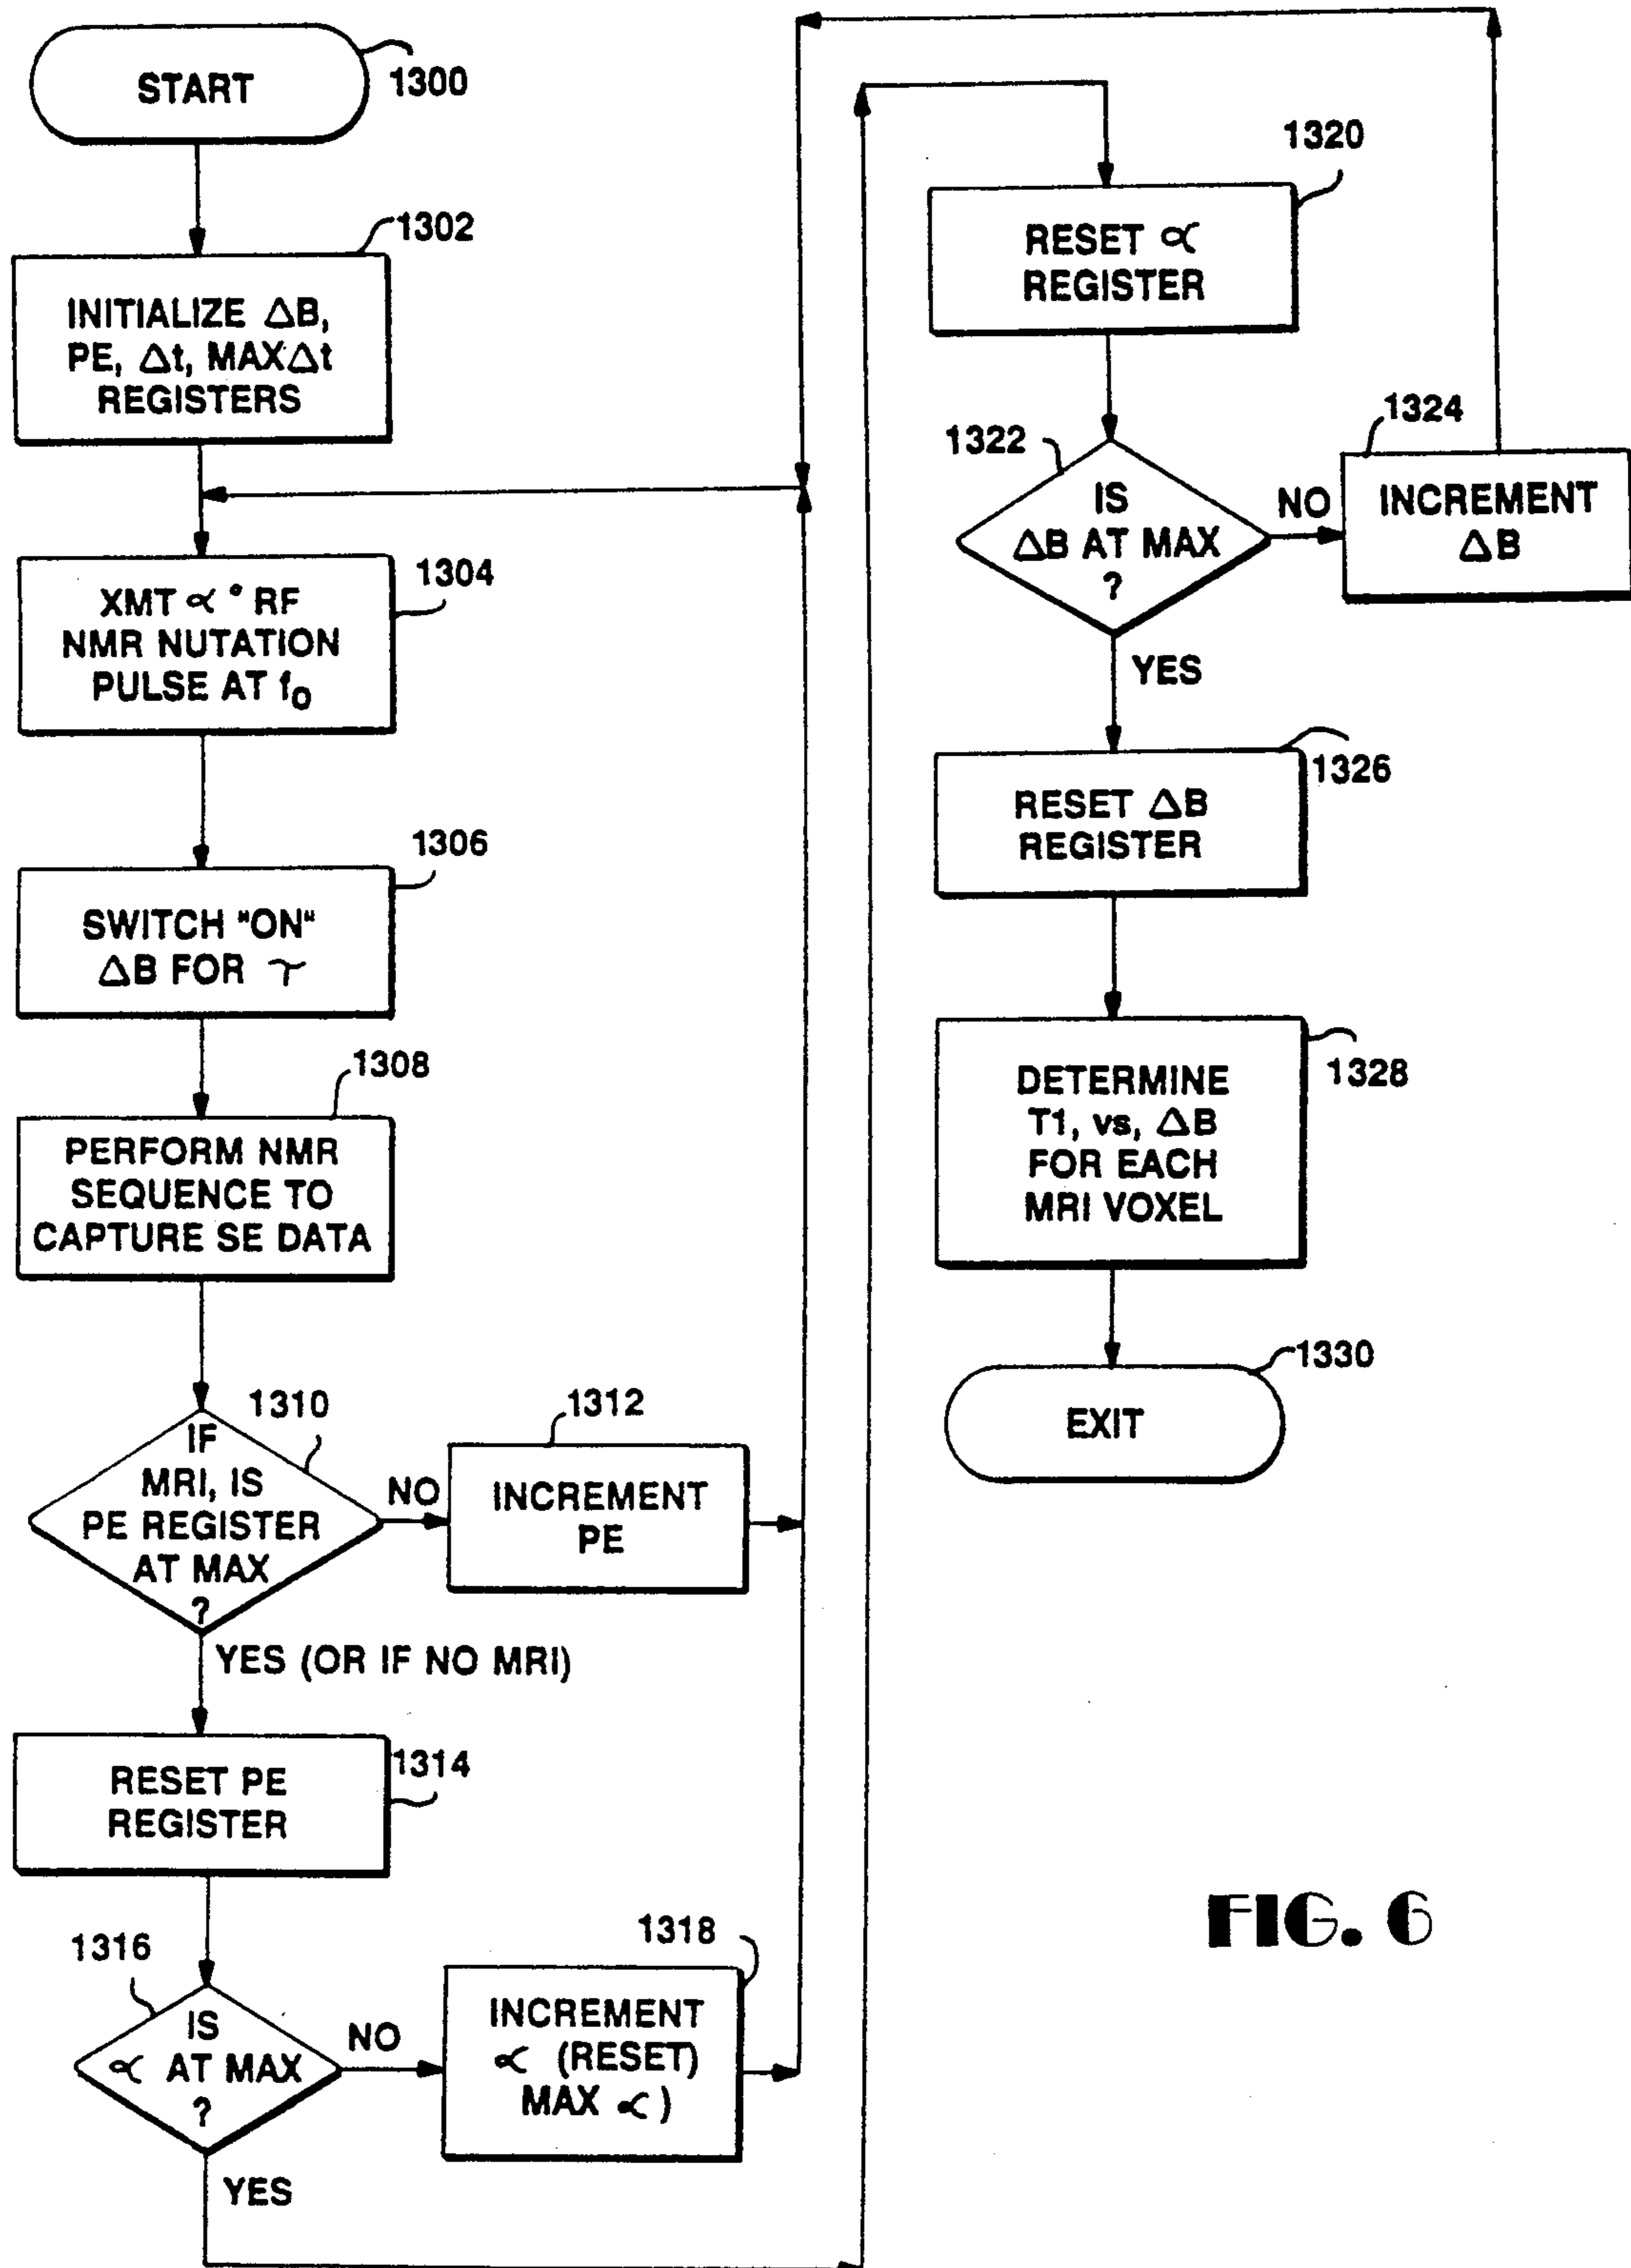 START
1300
1302
INITIALIZE ΔB,
PE, Δt, MAXΔt
REGISTERS
1304
XMT ∝° RF
NMR NUTATION
PULSE AT f₀
1306
SWITCH "ON"
ΔB FOR τ
1308
PERFORM NMR
SEQUENCE TO
CAPTURE SE DATA
1310
IF
MRI, IS
PE REGISTER
AT MAX
?
NO
1312
INCREMENT
PE
YES (OR IF NO MRI)
1314
RESET PE
REGISTER
1316
IS
∝ AT MAX
?
NO
1318
INCREMENT
∝ (RESET)
MAX ∝ )
YES
1320
RESET ∝
REGISTER
1322
IS
ΔB AT MAX
?
NO
1324
INCREMENT
ΔB
YES
1326
RESET ΔB
REGISTER
1328
DETERMINE
T1, vs, ΔB
FOR EACH
MRI VOXEL
1330
EXIT
FIG. 6